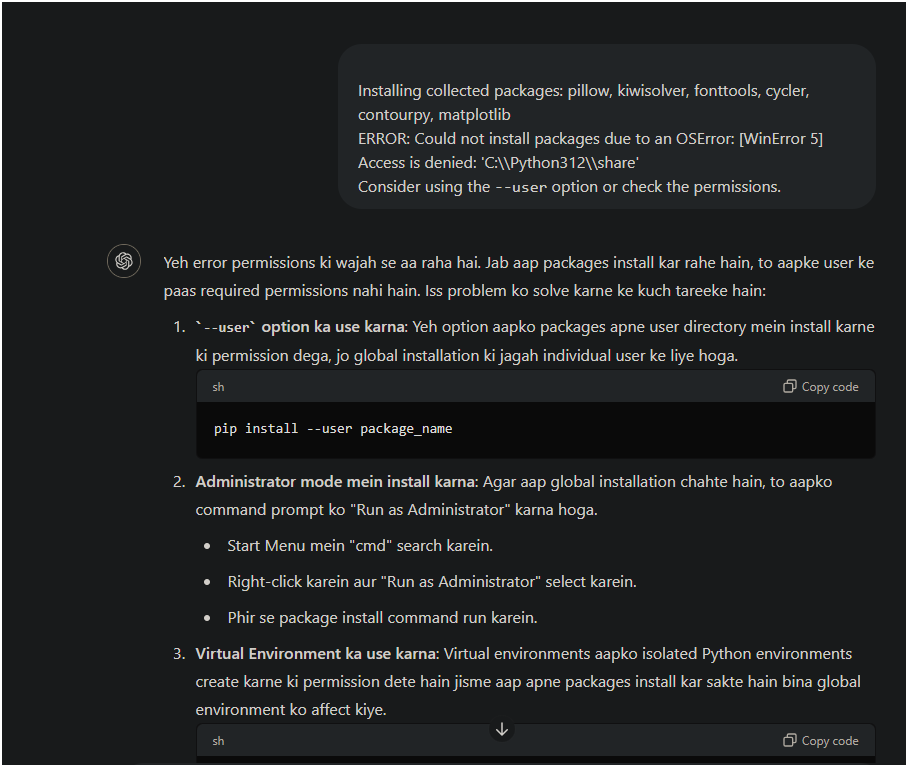 Installing collected packages: pillow, kiwisolver, fonttools, cycler,
contourpy, matplotlib
ERROR: Could not install packages due to an OSError: [WinError 5]
Access is denied: 'C:\\Python312\\share'
Consider using the --user option or check the permissions.
Yeh error permissions ki wajah se aa raha hai. Jab aap packages install kar rahe hain, to aapke user ke
paas required permissions nahi hain. Iss problem ko solve karne ke kuch tareeke hain:
1. `--user` option ka use karna: Yeh option aapko packages apne user directory mein install karne
ki permission dega, jo global installation ki jagah individual user ke liye hoga.
sh
Copy code
pip install --user package_name
2. Administrator mode mein install karna: Agar aap global installation chahte hain, to aapko
command prompt ko "Run as Administrator" karna hoga.
• Start Menu mein "cmd" search karein.
• Right-click karein aur "Run as Administrator" select karein.
• Phir se package install command run karein.
3. Virtual Environment ka use karna: Virtual environments aapko isolated Python environments
create karne ki permission dete hain jisme aap apne packages install kar sakte hain bina global
environment ko affect kiye.
sh
Copy code